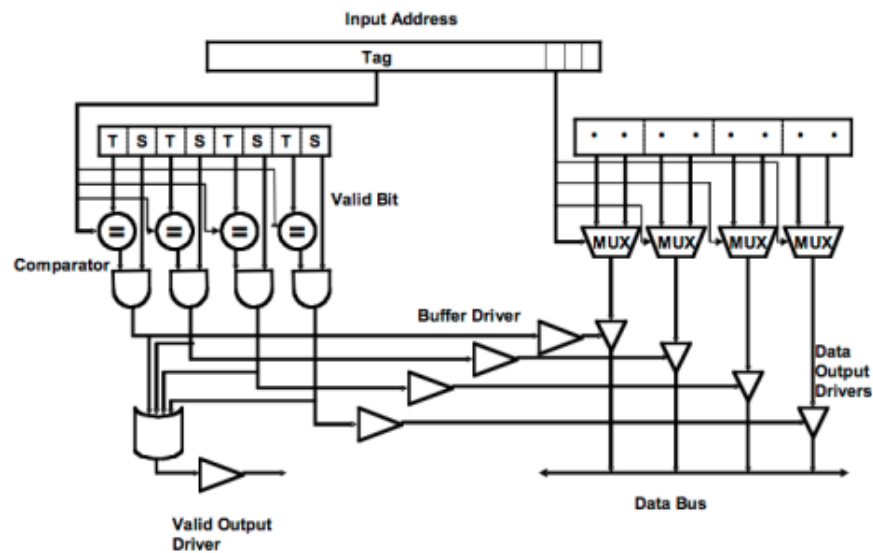 Input Address
Tag
T S T S T S T S
Valid Bit
= = = =
MUX MUX MUX MUX
Comparator
Buffer Driver
Data
Output
Drivers
Data Bus
Valid Output
Driver